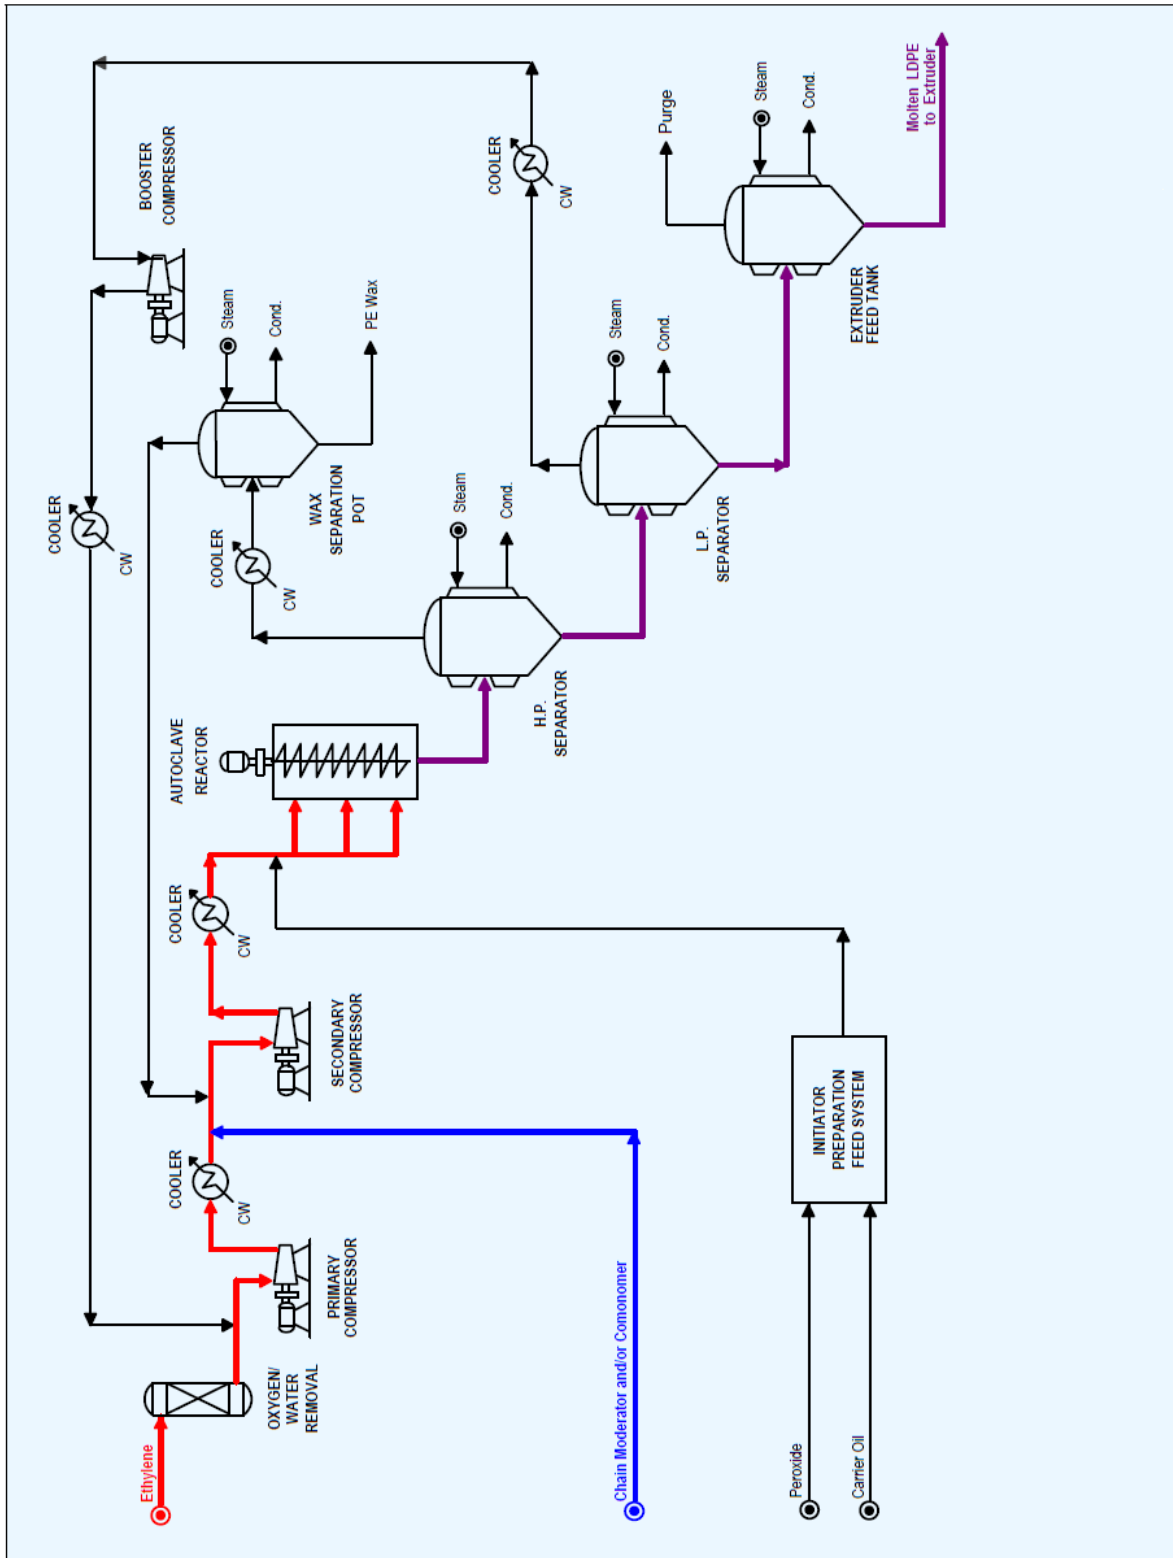 COOLER
CW
BOOSTER
COMPRESSOR
Ethylene
OXYGEN/
WATER
REMOVAL
COOLER
CW
PRIMARY
COMPRESSOR
COOLER
CW
SECONDARY
COMPRESSOR
AUTOCLAVE
REACTOR
COOLER
CW
WAX
SEPARATION
POT
Steam
Cond.
PE Wax
H.P.
SEPARATOR
Steam
Cond.
COOLER
CW
L.P.
SEPARATOR
Steam
Cond.
Purge
Steam
Cond.
EXTRUDER
FEED TANK
Molten LDPE
to Extruder
Chain Moderator and/or Comonomer
Peroxide
Carrier Oil
INITIATOR
PREPARATION
FEED SYSTEM